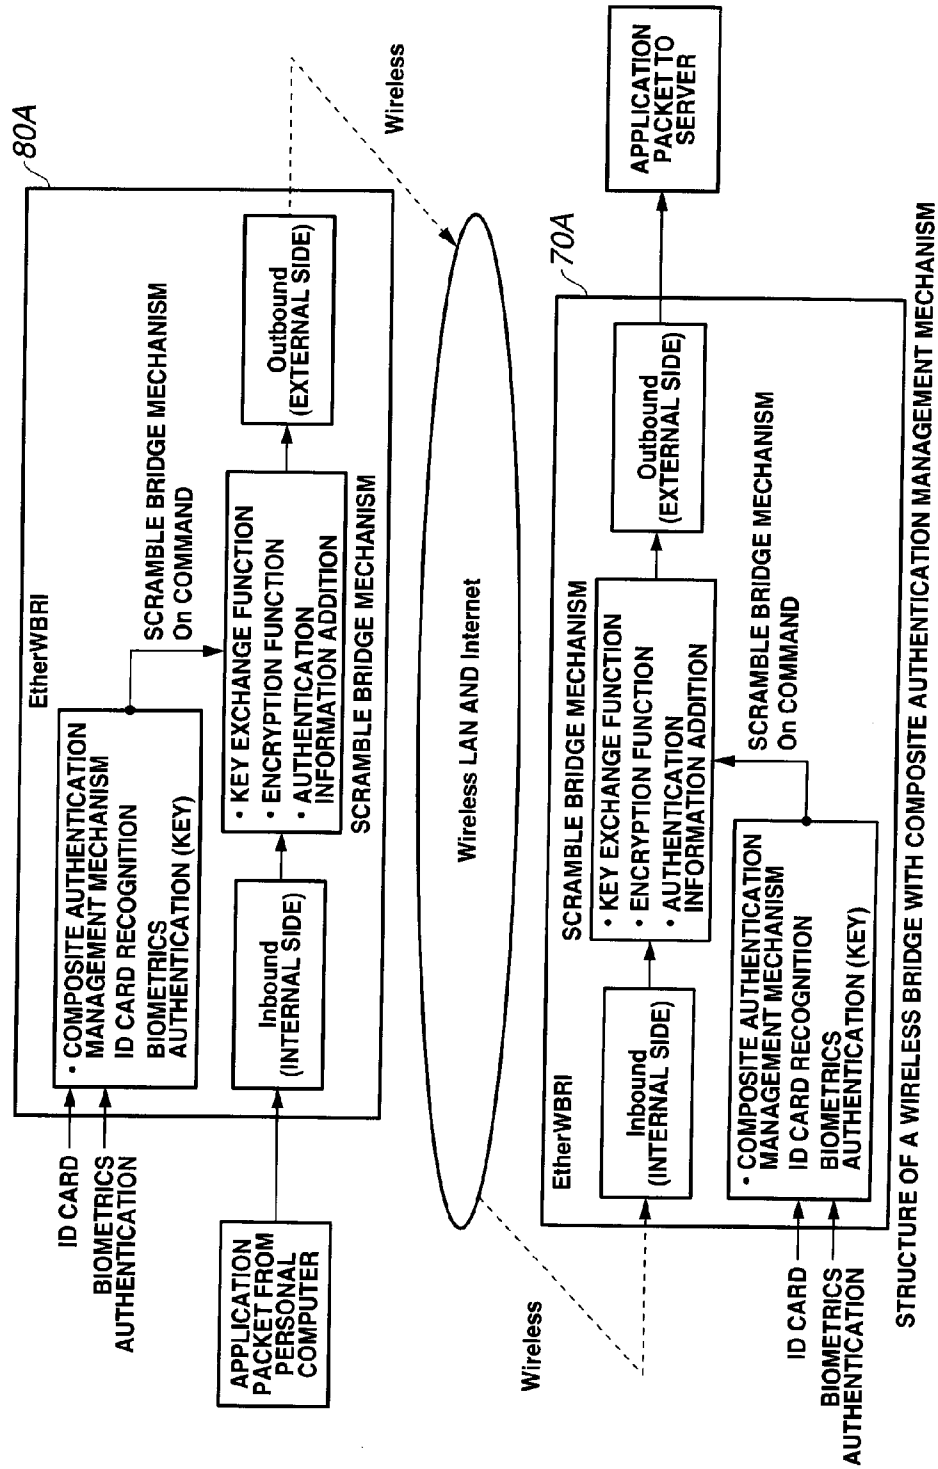 80A
EtherWBRI
ID CARD
BIOMETRICS
AUTHENTICATION
• COMPOSITE AUTHENTICATION
MANAGEMENT MECHANISM
ID CARD RECOGNITION
BIOMETRICS
AUTHENTICATION (KEY)
SCRAMBLE BRIDGE MECHANISM
On COMMAND
APPLICATION
PACKET FROM
PERSONAL
COMPUTER
Inbound
(INTERNAL SIDE)
• KEY EXCHANGE FUNCTION
• ENCRYPTION FUNCTION
• AUTHENTICATION
INFORMATION ADDITION
SCRAMBLE BRIDGE MECHANISM
Outbound
(EXTERNAL SIDE)
Wireless
Wireless LAN AND Internet
Wireless
70A
EtherWBRI
Inbound
(INTERNAL SIDE)
SCRAMBLE BRIDGE MECHANISM
• KEY EXCHANGE FUNCTION
• ENCRYPTION FUNCTION
• AUTHENTICATION
INFORMATION ADDITION
Outbound
(EXTERNAL SIDE)
APPLICATION
PACKET TO
SERVER
ID CARD
BIOMETRICS
AUTHENTICATION
• COMPOSITE AUTHENTICATION
MANAGEMENT MECHANISM
ID CARD RECOGNITION
BIOMETRICS
AUTHENTICATION (KEY)
SCRAMBLE BRIDGE MECHANISM
On COMMAND
STRUCTURE OF A WIRELESS BRIDGE WITH COMPOSITE AUTHENTICATION MANAGEMENT MECHANISM